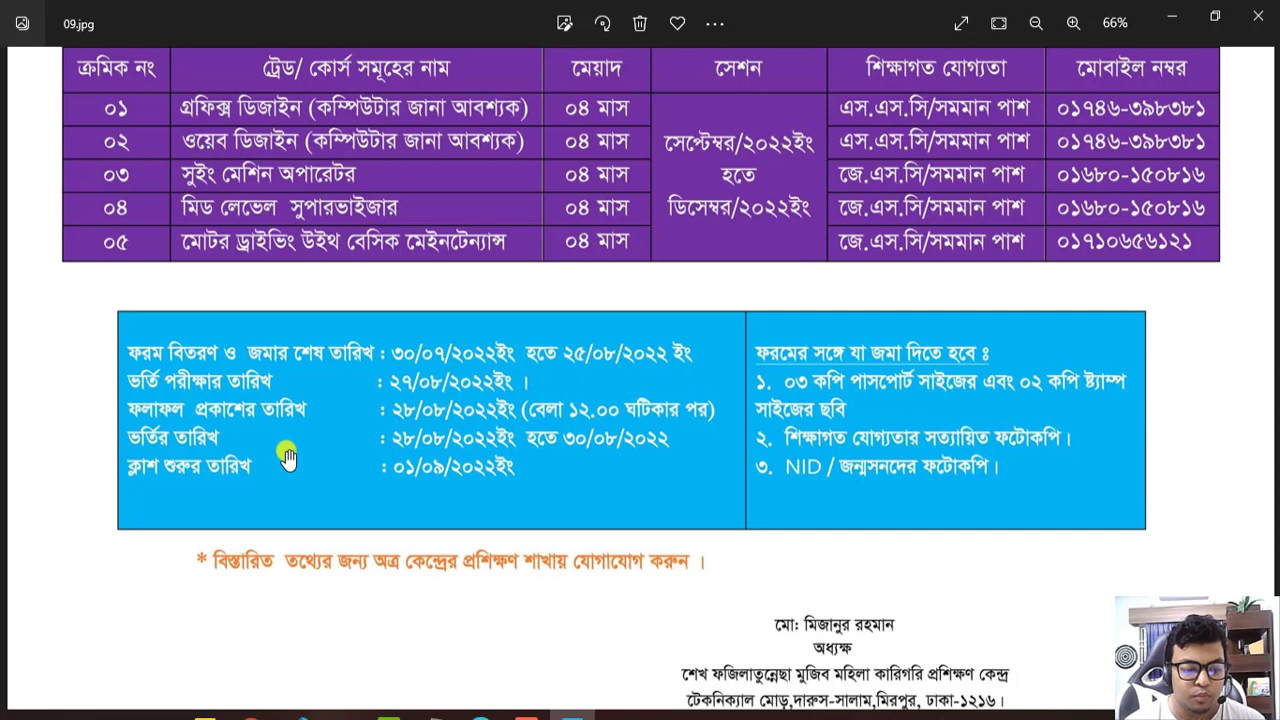 09.jpg
66%
ক্রমিক নং ট্রেড/ কোর্স সমূহের নাম মেয়াদ সেশন শিক্ষাগত যোগ্যতা মোবাইল নম্বর
০১ গ্রফিক্স ডিজাইন (কম্পিউটার জানা আবশ্যক) ০৪ মাস এস.এস.সি/সমমান পাশ ০১৭৪৬-৩৯৮৩৮১
০২ ওয়েব ডিজাইন (কম্পিউটার জানা আবশ্যক) ০৪ মাস সেপ্টেম্বর/২০২২ইং এস.এস.সি/সমমান পাশ ০১৭৪৬-৩৯৮৩৮১
০৩ সুইং মেশিন অপারেটর ০৪ মাস হতে জে.এস.সি/সমমান পাশ ০১৬৮০-১৫০৮১৬
০৪ মিড লেভেল সুপারভাইজার ০৪ মাস ডিসেম্বর/২০২২ইং জে.এস.সি/সমমান পাশ ০১৬৮০-১৫০৮১৬
০৫ মোটর ড্রাইভিং উইথ বেসিক মেইনটেন্যান্স ০৪ মাস জে.এস.সি/সমমান পাশ ০১৭১০৬৫৬১২১
ফরম বিতরণ ও জমার শেষ তারিখ : ৩০/০৭/২০২২ইং হতে ২৫/০৮/২০২২ ইং
ভর্তি পরীক্ষার তারিখ : ২৭/০৮/২০২২ইং ।
ফলাফল প্রকাশের তারিখ : ২৮/০৮/২০২২ইং (বেলা ১২.০০ ঘটিকার পর)
ভর্তির তারিখ : ২৮/০৮/২০২২ইং হতে ৩০/০৮/২০২২
ক্লাশ শুরুর তারিখ : ০১/০৯/২০২২ইং
ফরমের সঙ্গে যা জমা দিতে হবে ঃ
১. ০৩ কপি পাসপোর্ট সাইজের এবং ০২ কপি ষ্ট্যাম্প
সাইজের ছবি
২. শিক্ষাগত যোগ্যতার সত্যায়িত ফটোকপি।
৩. NID / জন্মসনদের ফটোকপি।
* বিস্তারিত তথ্যের জন্য অত্র কেন্দ্রের প্রশিক্ষণ শাখায় যোগাযোগ করুন ।
মো: মিজানুর রহমান
অধ্যক্ষ
শেখ ফজিলাতুন্নেছা মুজিব মহিলা কারিগরি প্রশিক্ষণ কেন্দ্র
টেকনিক্যাল মোড়,দারুস-সালাম,মিরপুর, ঢাকা-১২১৬।